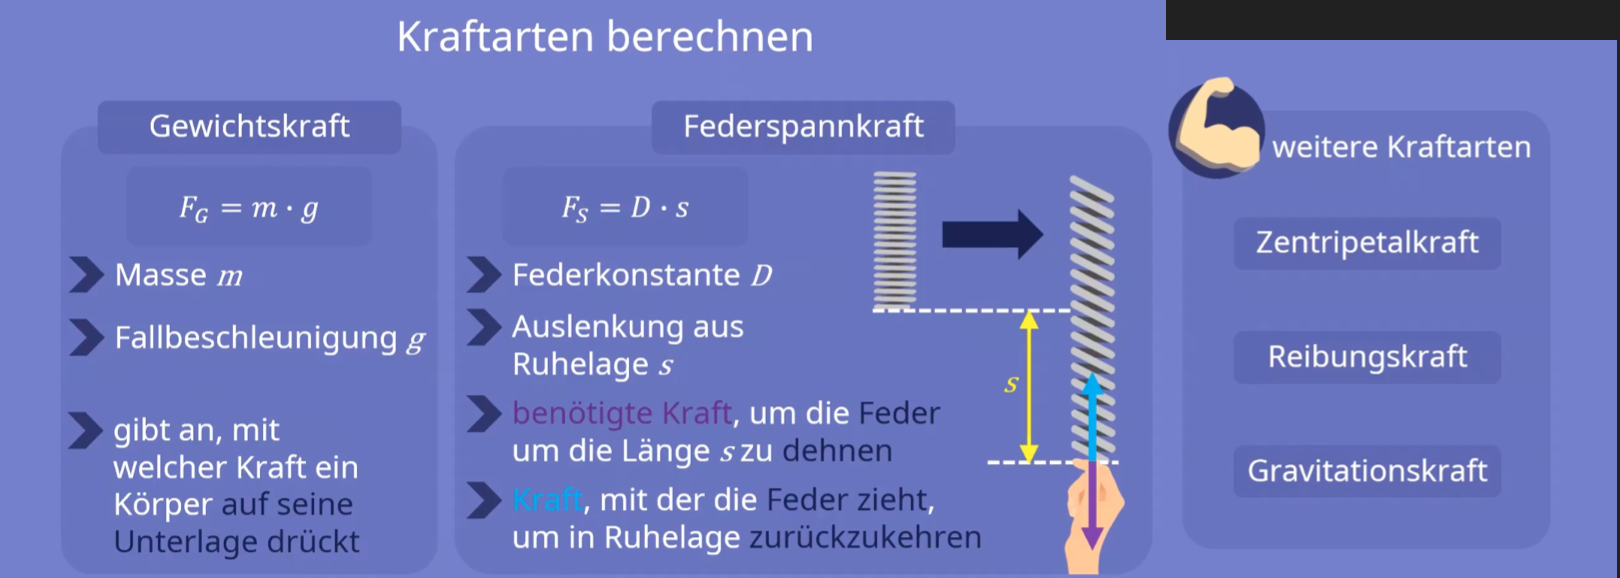 Kraftarten berechnen
Gewichtskraft
F_G = m · g
Masse m
Fallbeschleunigung g
gibt an, mit
welcher Kraft ein
Körper auf seine
Unterlage drückt
Federspannkraft
F_S = D · s
Federkonstante D
Auslenkung aus
Ruhelage s
benötigte Kraft, um die Feder
um die Länge s zu dehnen
Kraft, mit der die Feder zieht,
um in Ruhelage zurückzukehren
s
weitere Kraftarten
Zentripetalkraft
Reibungskraft
Gravitationskraft